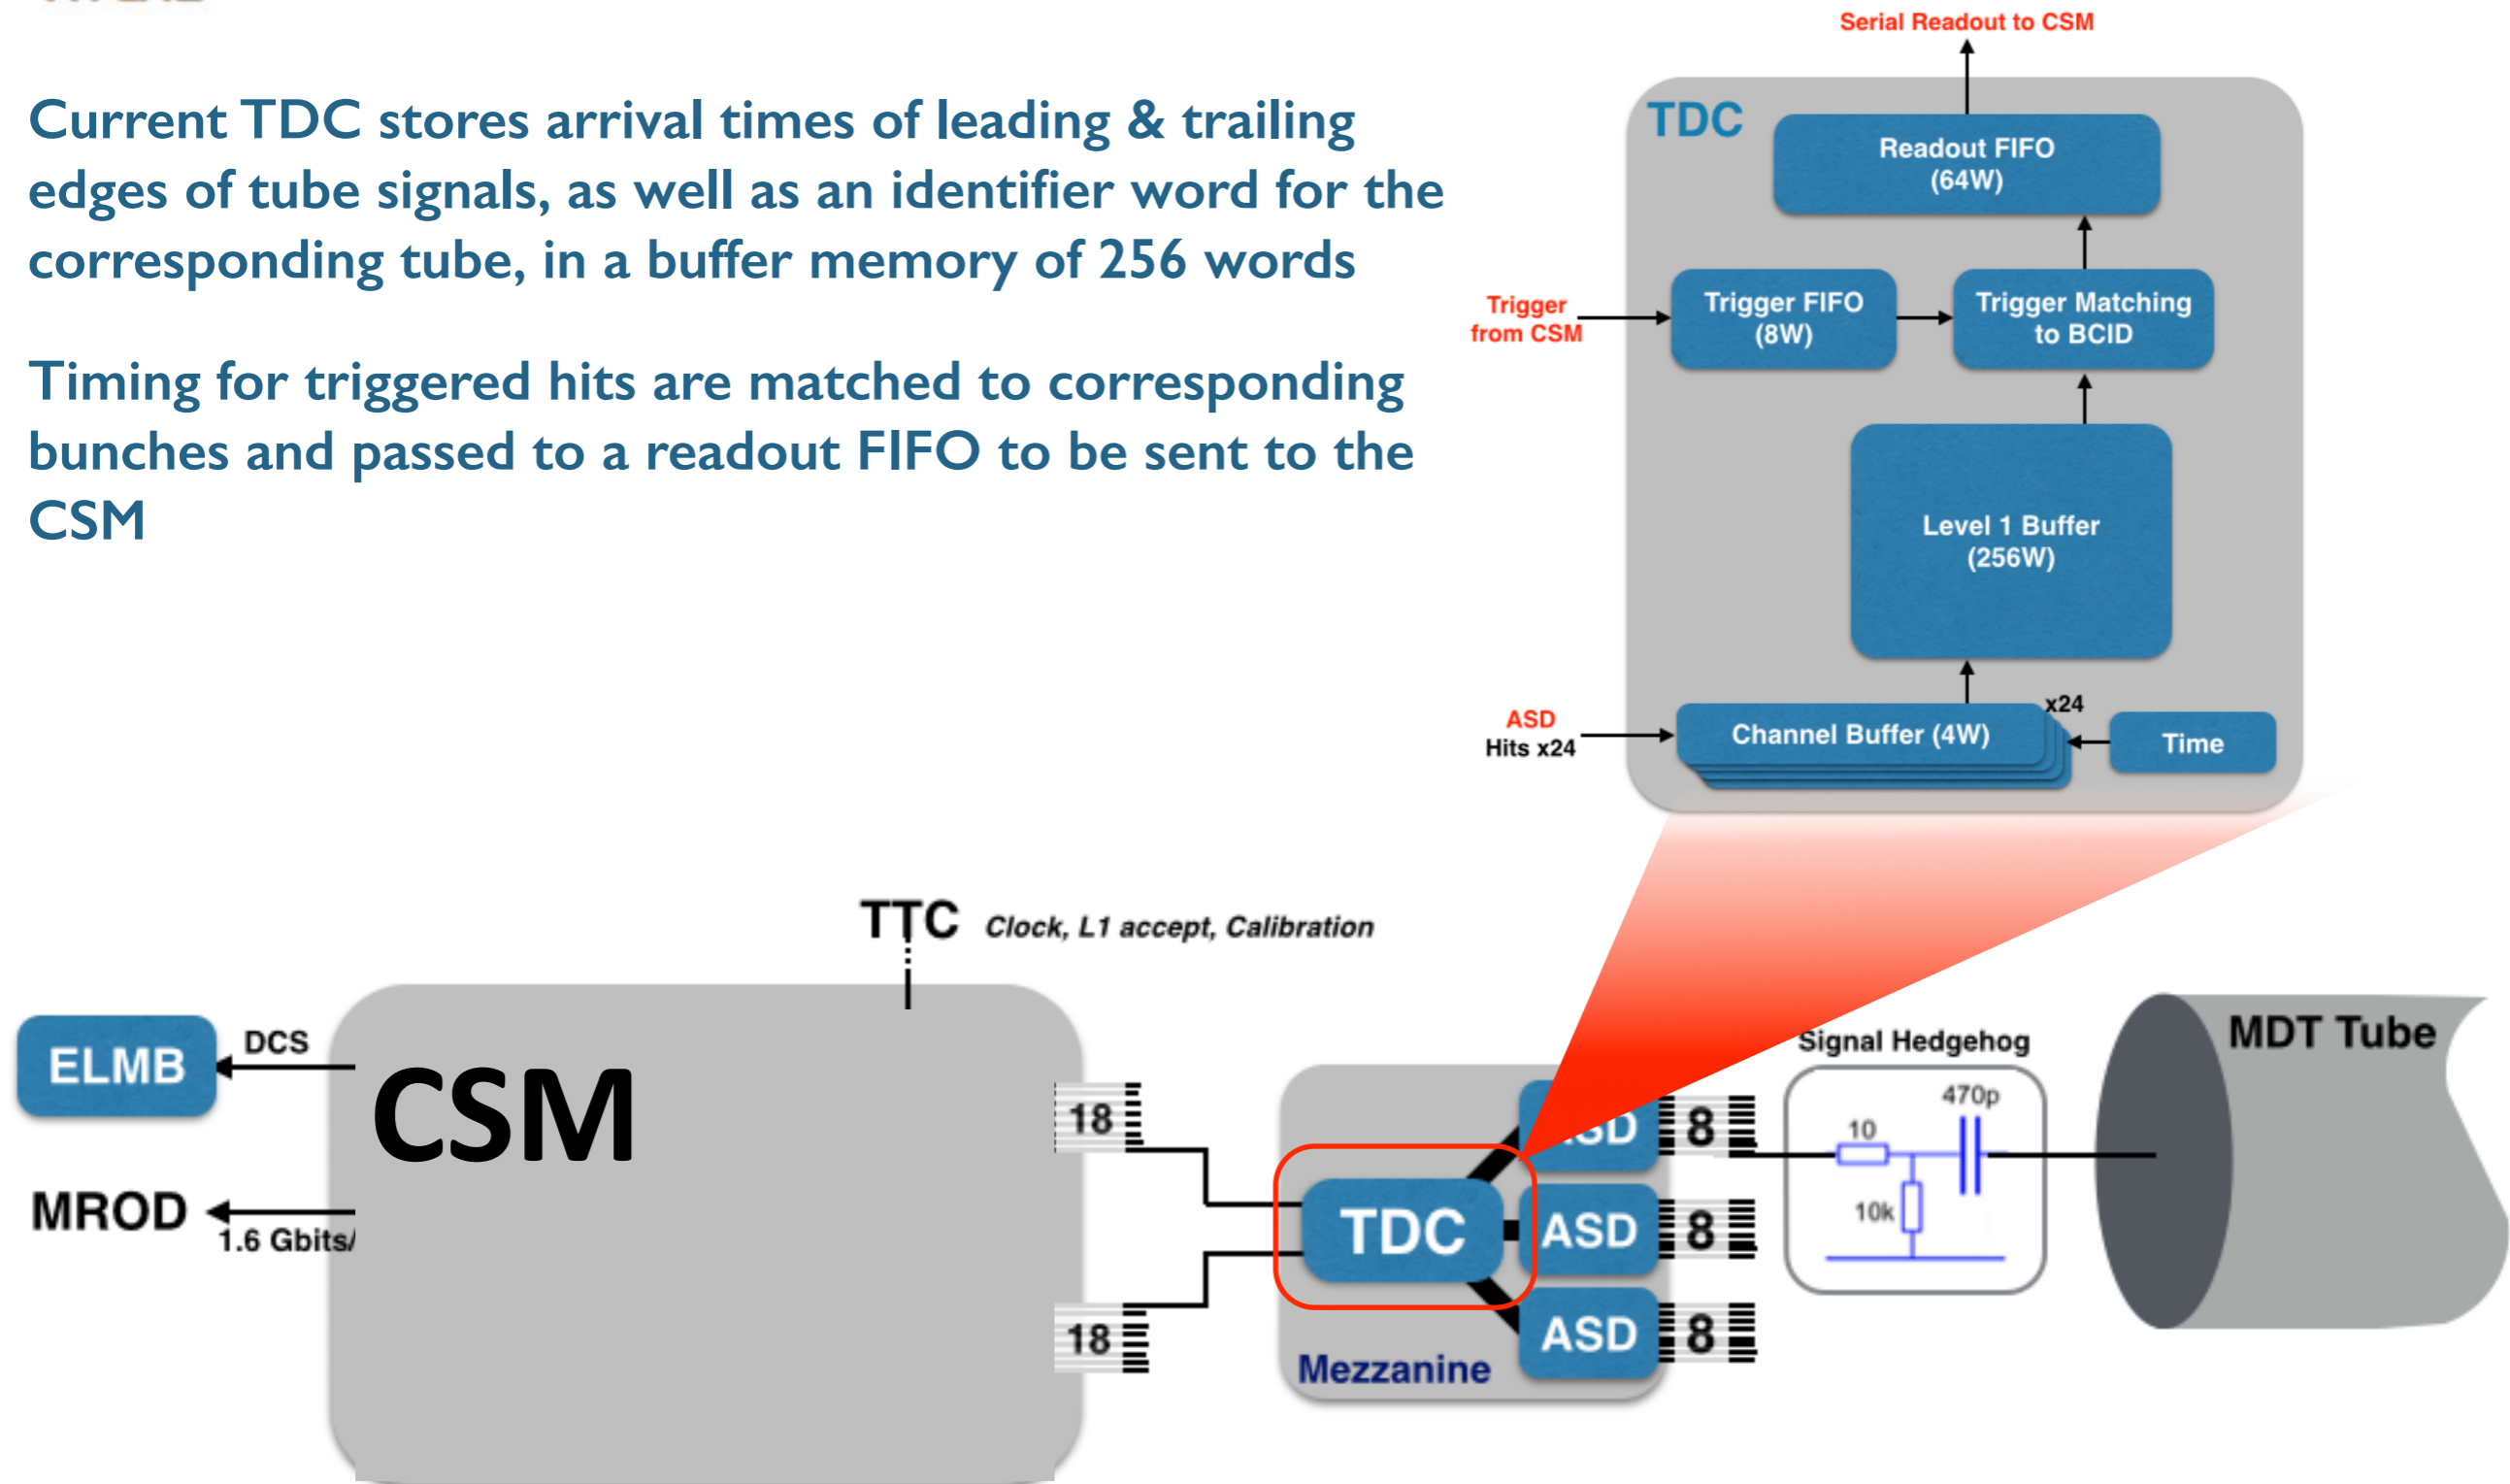 Current TDC stores arrival times of leading & trailing
edges of tube signals, as well as an identifier word for the
corresponding tube, in a buffer memory of 256 words
Timing for triggered hits are matched to corresponding
bunches and passed to a readout FIFO to be sent to the
CSM
Serial Readout to CSM
TDC
Readout FIFO
(64W)
Trigger
from CSM
Trigger FIFO
(8W)
Trigger Matching
to BCID
Level 1 Buffer
(256W)
x24
ASD
Hits x24
Channel Buffer (4W)
Time
TTC Clock, L1 accept, Calibration
ELMB
DCS
CSM
MROD
1.6 Gbits/
18
18
TDC
Mezzanine
ASD
8
ASD
8
8
Signal Hedgehog
470p
10
10k
MDT Tube